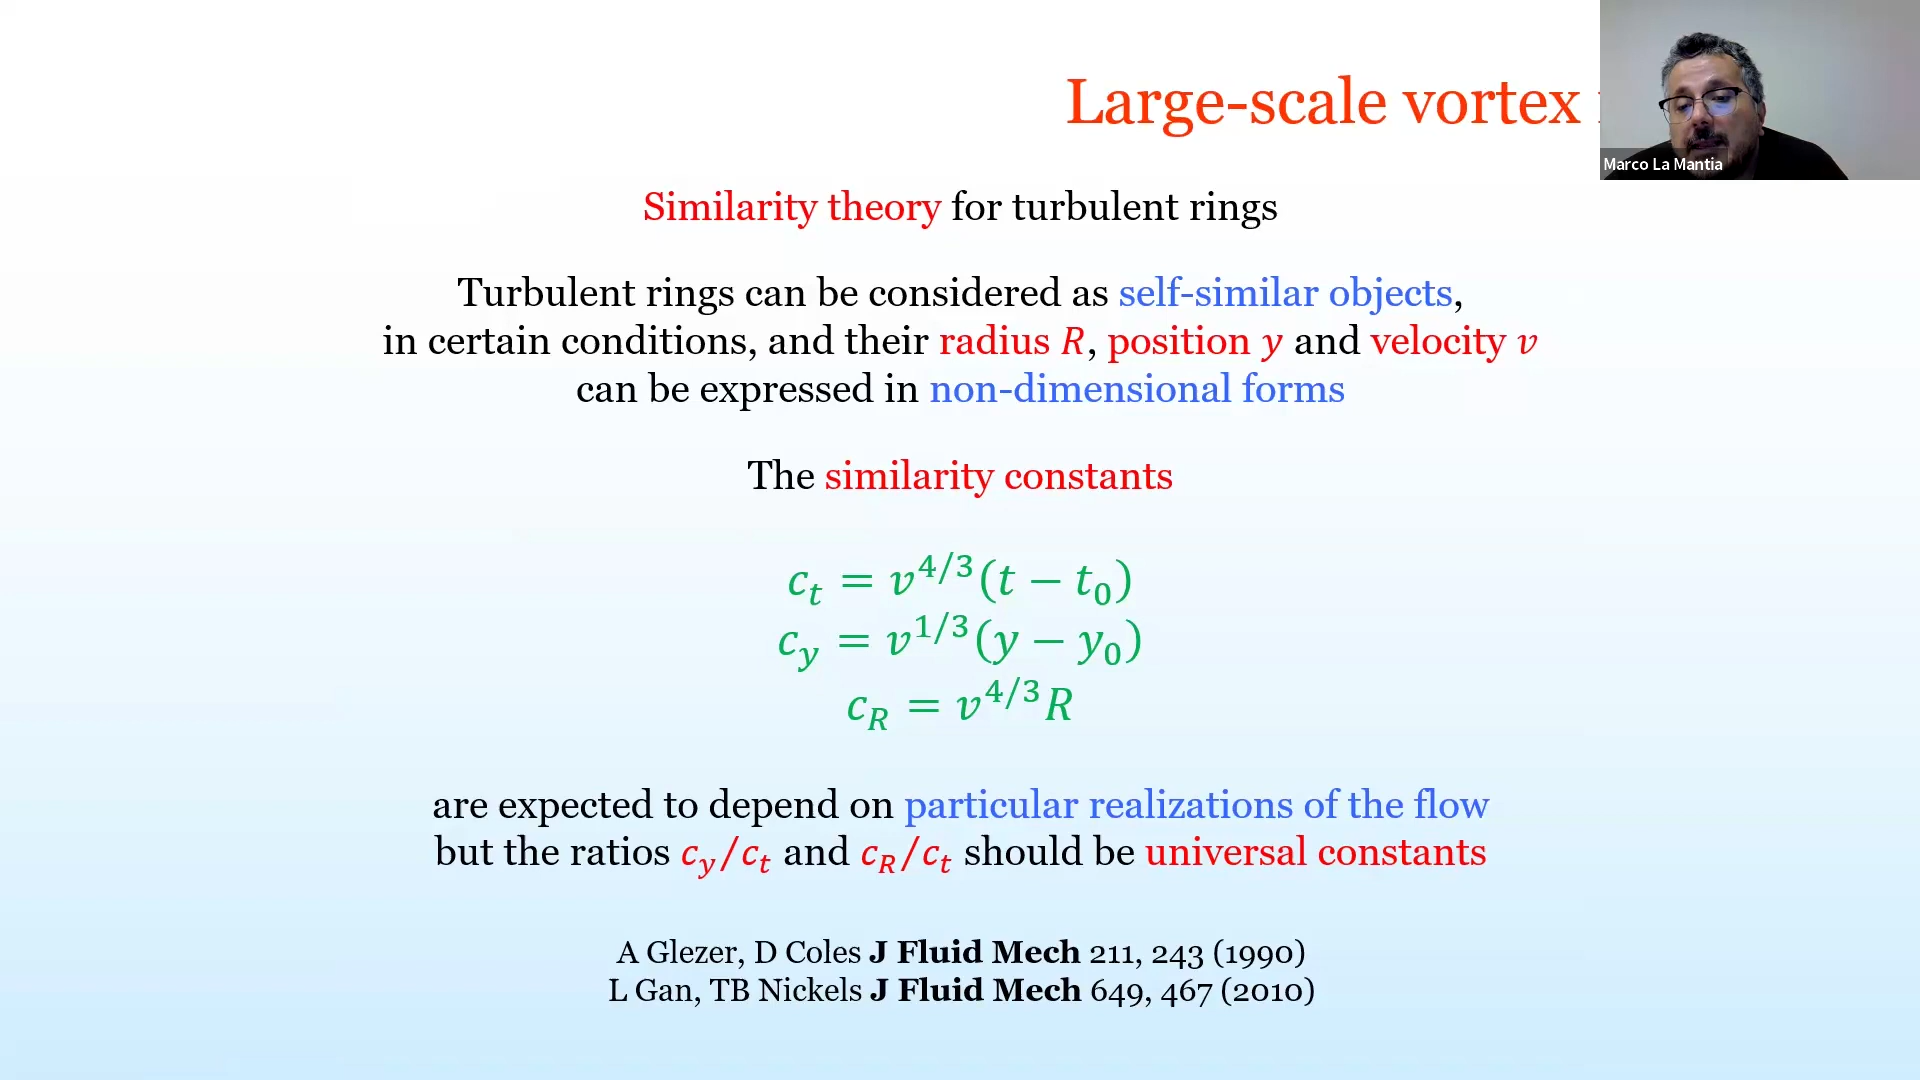 Large-scale vortex
Marco La Mantia
Similarity theory for turbulent rings
Turbulent rings can be considered as self-similar objects,
in certain conditions, and their radius R, position y and velocity v
can be expressed in non-dimensional forms
The similarity constants
c_t = v^{4/3}(t − t_0)
c_y = v^{1/3}(y − y_0)
c_R = v^{4/3}R
are expected to depend on particular realizations of the flow
but the ratios c_y/c_t and c_R/c_t should be universal constants
A Glezer, D Coles J Fluid Mech 211, 243 (1990)
L Gan, TB Nickels J Fluid Mech 649, 467 (2010)